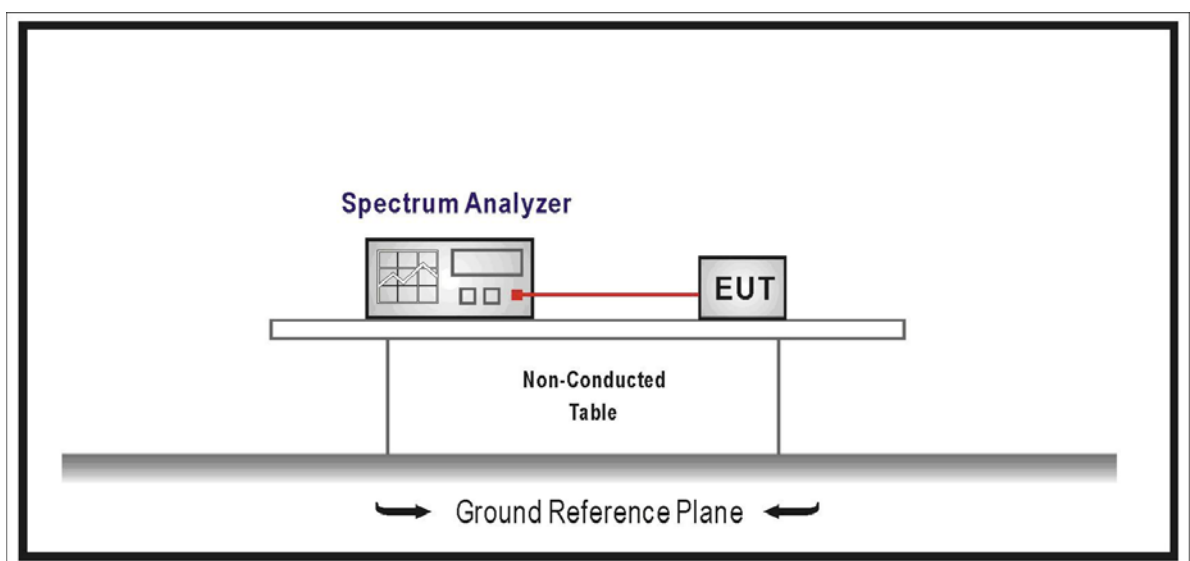 Spectrum Analyzer
EUT
Non-Conducted
Table
Ground Reference Plane